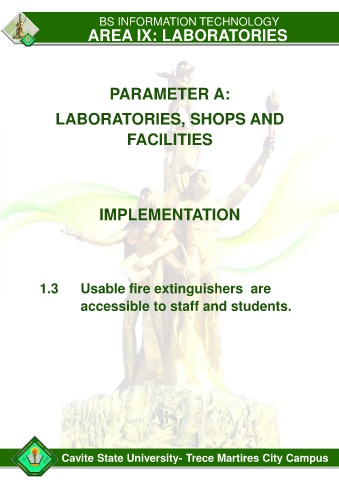 BS INFORMATION TECHNOLOGY
AREA IX: LABORATORIES
PARAMETER A:
LABORATORIES, SHOPS AND
FACILITIES
IMPLEMENTATION
1.3 Usable fire extinguishers are
accessible to staff and students.
Cavite State University- Trece Martires City Campus